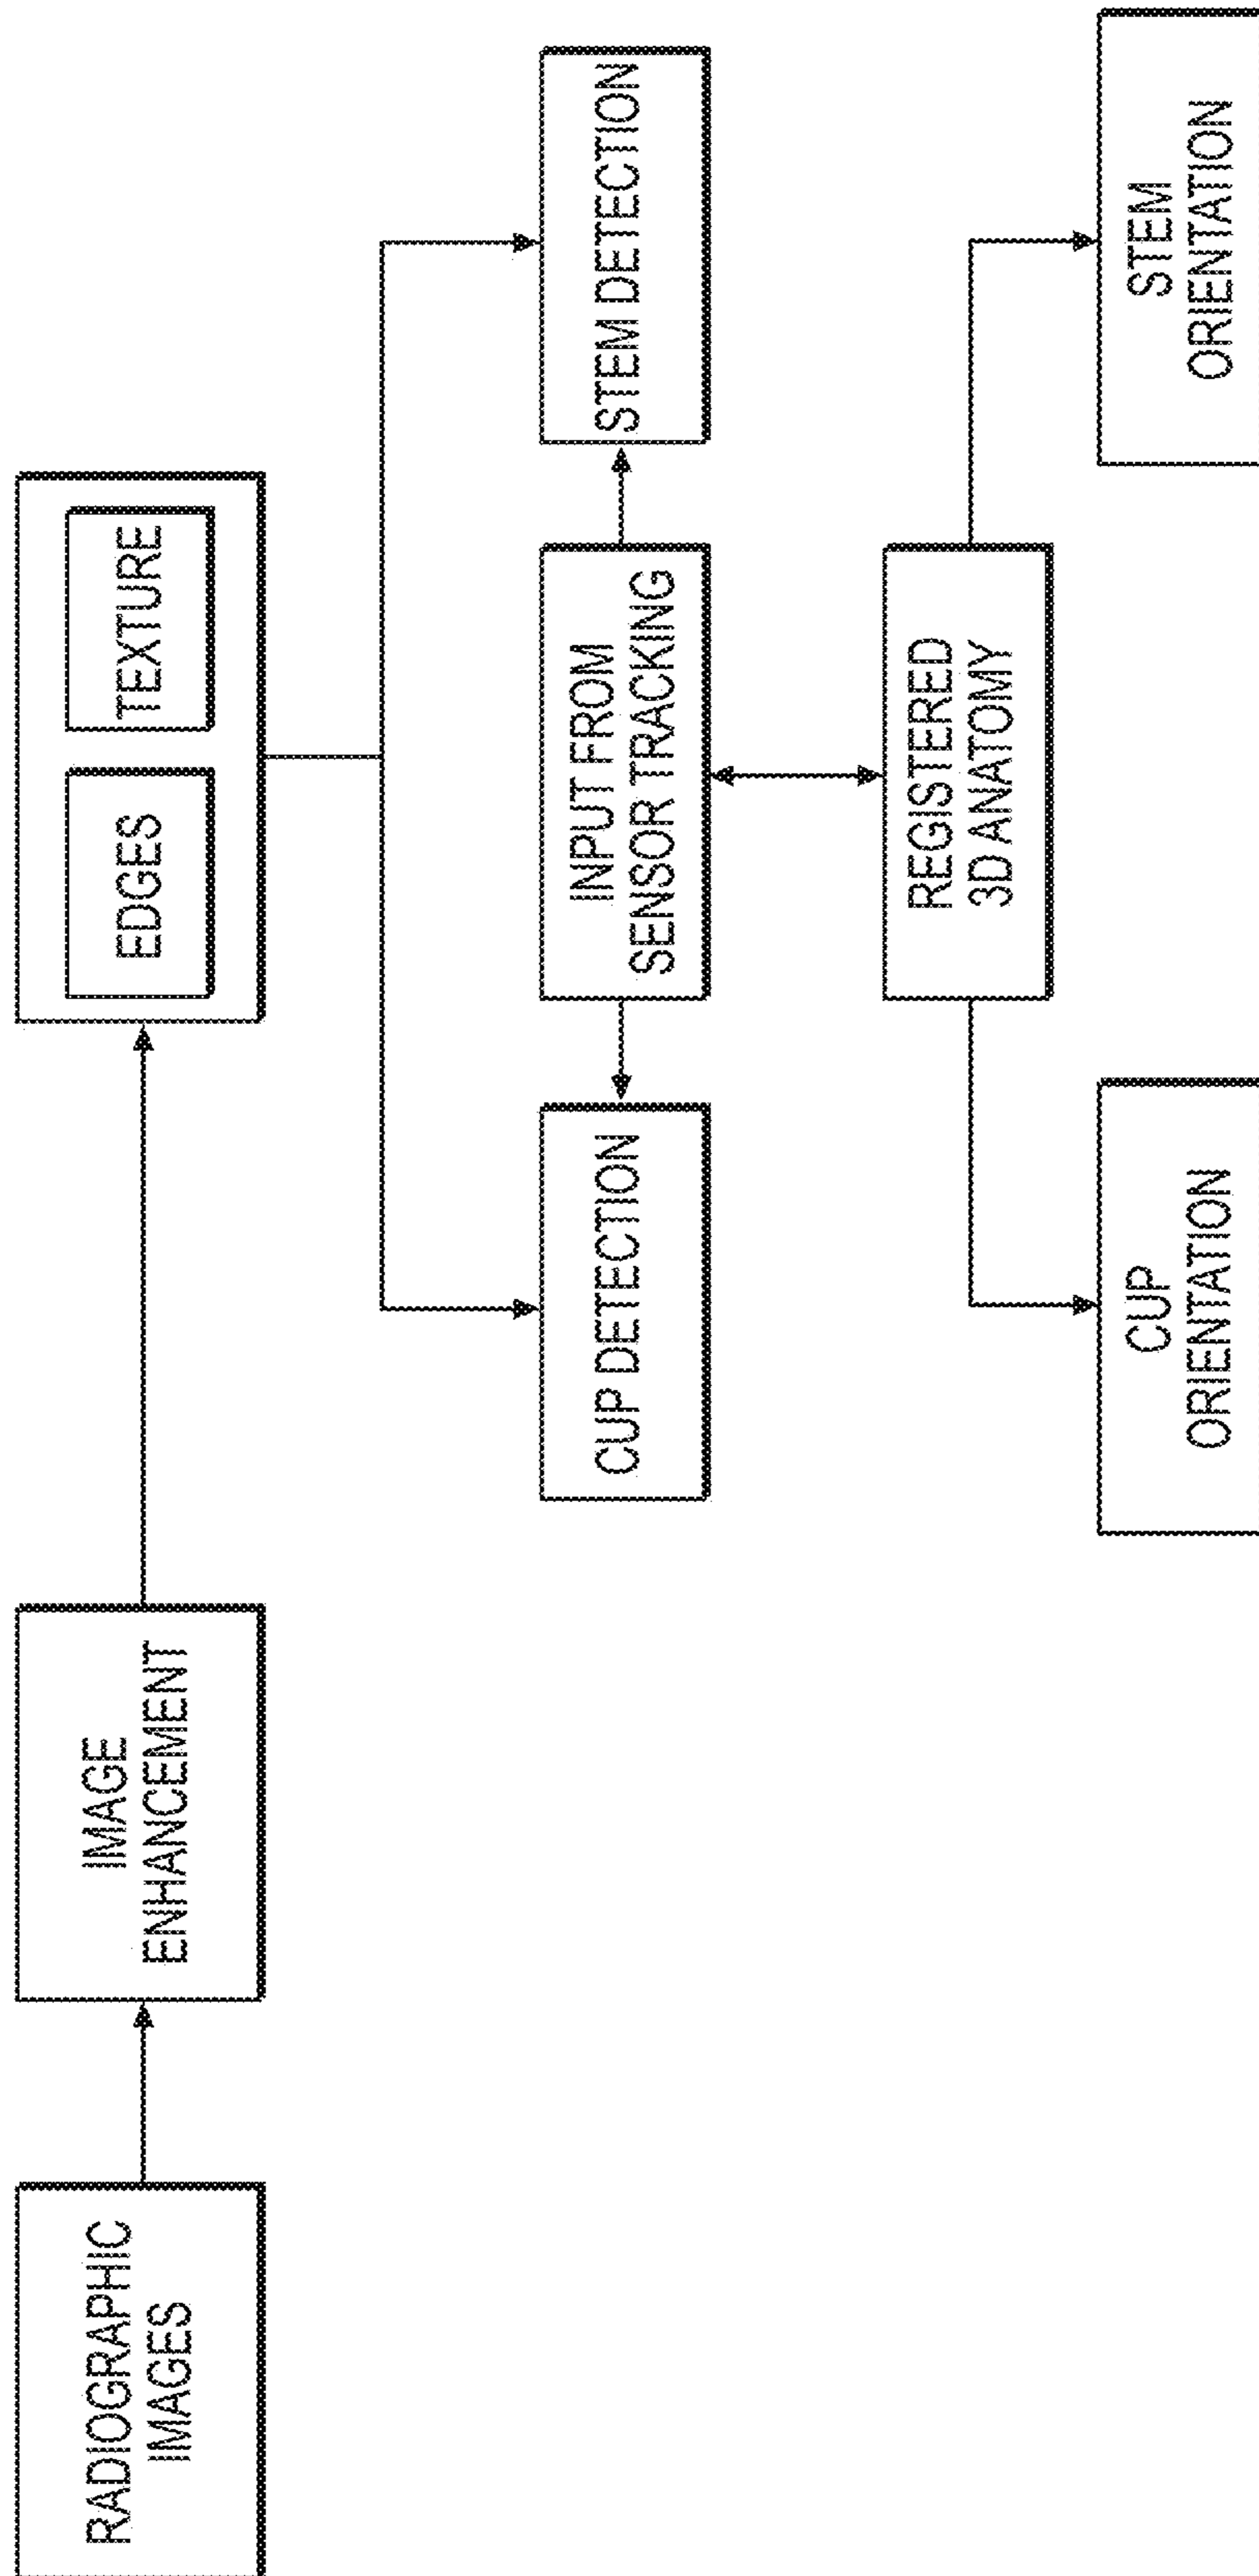 RADIOGRAPHIC
IMAGES
IMAGE
ENHANCEMENT
EDGES
TEXTURE
CUP DETECTION
INPUT FROM
SENSOR TRACKING
STEM DETECTION
REGISTERED
3D ANATOMY
CUP
ORIENTATION
STEM
ORIENTATION